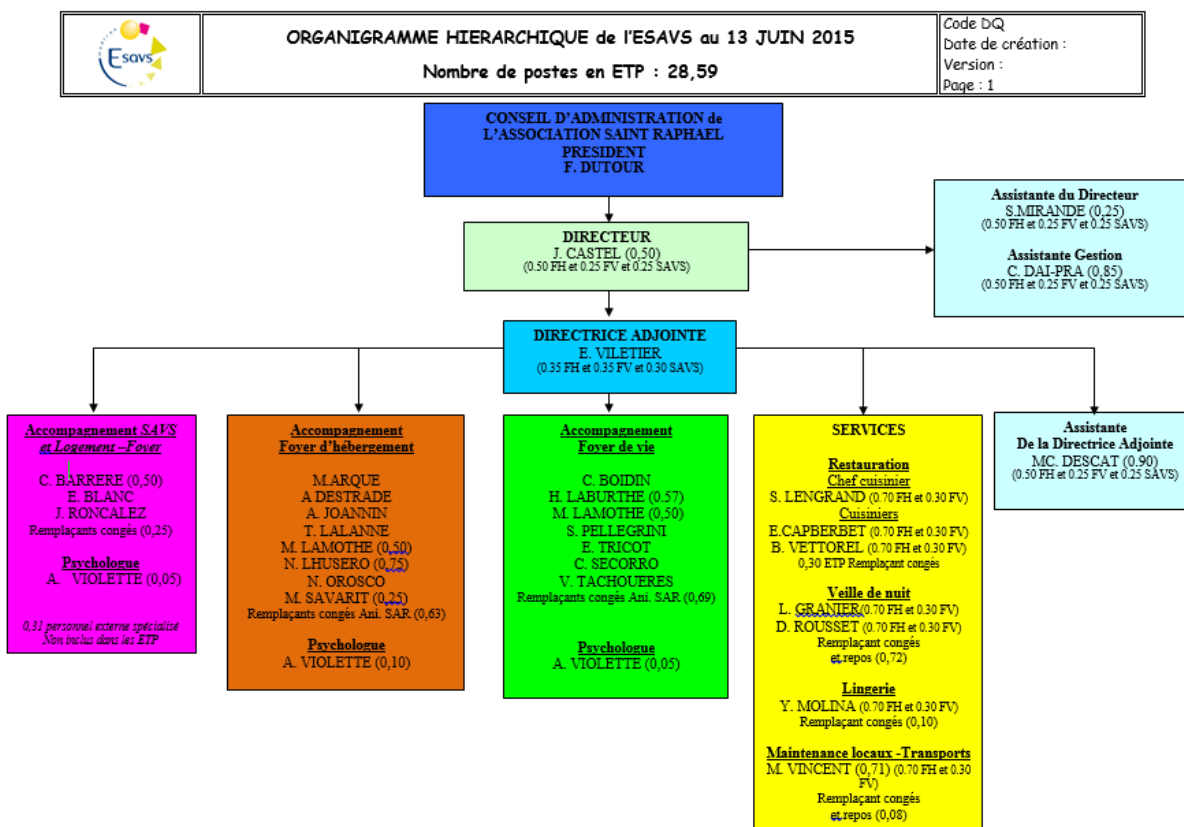 Esavs
ORGANIGRAMME HIERARCHIQUE de l'ESAVS au 13 JUIN 2015
Nombre de postes en ETP : 28,59
Code DQ
Date de création :
Version :
Page : 1
CONSEIL D'ADMINISTRATION de
L'ASSOCIATION SAINT RAPHAEL
PRESIDENT
F. DUTOUR
DIRECTEUR
J. CASTEL (0,50)
(0.50 FH et 0.25 FV et 0.25 SAVS)
Assistante du Directeur
S.MIRANDE (0,25)
(0.50 FH et 0.25 FV et 0.25 SAVS)
Assistante Gestion
C. DAI-PRA (0,85)
(0.50 FH et 0.25 FV et 0.25 SAVS)
DIRECTRICE ADJOINTE
E. VILETIER
(0.35 FH et 0.35 FV et 0.30 SAVS)
Accompagnement SAVS
et Logement –Foyer
C. BARRERE (0,50)
E. BLANC
J. RONCALEZ
Remplaçants congés (0,25)
Psychologue
A. VIOLETTE (0,05)
0,31 personnel externe spécialisé
Non inclus dans les ETP
Accompagnement
Foyer d'hébergement
M.ARQUE
A DESTRADE
A. JOANNIN
T. LALANNE
M. LAMOTHE (0,50)
N. LHUSERO (0,75)
N. OROSCO
M. SAVARIT (0,25)
Remplaçants congés Ani. SAR (0,63)
Psychologue
A. VIOLETTE (0,10)
Accompagnement
Foyer de vie
C. BOIDIN
H. LABURTHE (0.57)
M. LAMOTHE (0,50)
S. PELLEGRINI
E. TRICOT
C. SECORRO
V. TACHOUERES
Remplaçants congés Ani. SAR (0,69)
Psychologue
A. VIOLETTE (0,05)
SERVICES
Restauration
Chef cuisinier
S. LENGRAND (0.70 FH et 0.30 FV)
Cuisiniers
E.CAPBERBET (0.70 FH et 0.30 FV)
B. VETTOREL (0.70 FH et 0.30 FV)
0,30 ETP Remplaçant congés
Veille de nuit
L. GRANIER(0.70 FH et 0.30 FV)
D. ROUSSET (0.70 FH et 0.30 FV)
Remplaçant congés
et repos (0,72)
Lingerie
Y. MOLINA (0.70 FH et 0.30 FV)
Remplaçant congés (0,10)
Maintenance locaux -Transports
M. VINCENT (0,71) (0.70 FH et 0.30
FV)
Remplaçant congés
et repos (0,08)
Assistante
De la Directrice Adjointe
MC. DESCAT (0.90)
(0.50 FH et 0.25 FV et 0.25 SAVS)